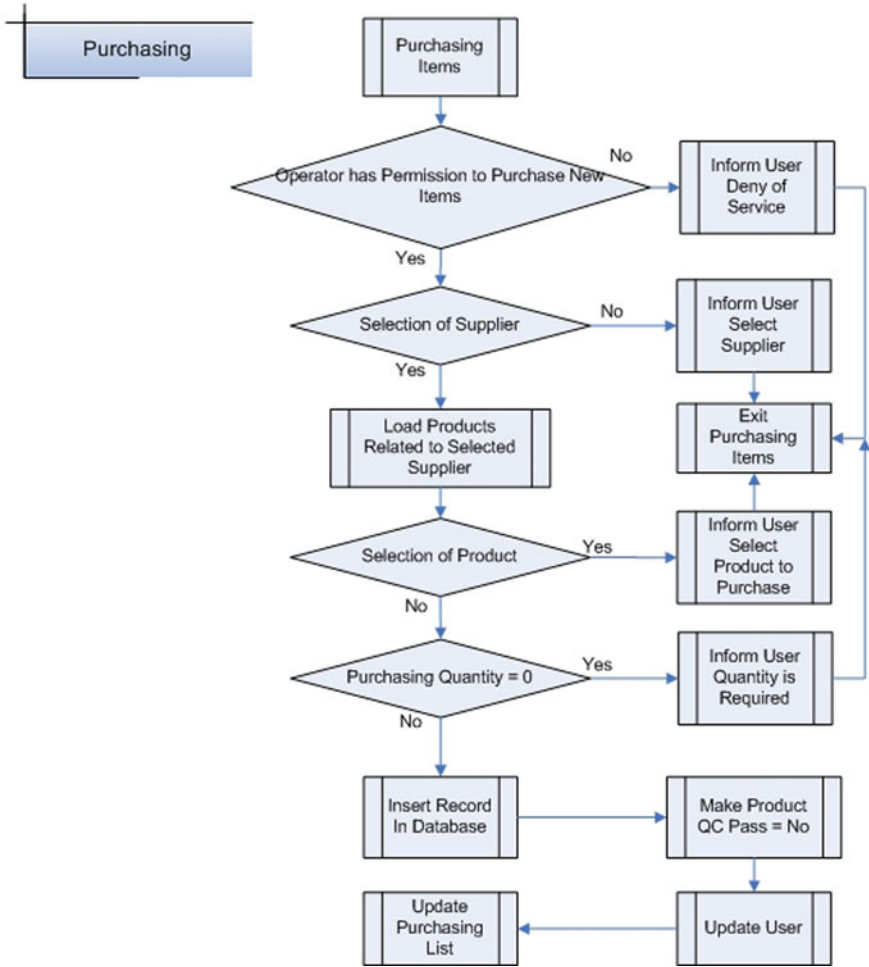 Purchasing
Purchasing
Items
Operator has Permission to Purchase New
Items
No
Inform User
Deny of
Service
Yes
Selection of Supplier
No
Inform User
Select
Supplier
Yes
Load Products
Related to Selected
Supplier
Exit
Purchasing
Items
Selection of Product
Yes
Inform User
Select
Product to
Purchase
No
Purchasing Quantity = 0
Yes
Inform User
Quantity is
Required
No
Insert Record
In Database
Make Product
QC Pass = No
Update
Purchasing
List
Update User